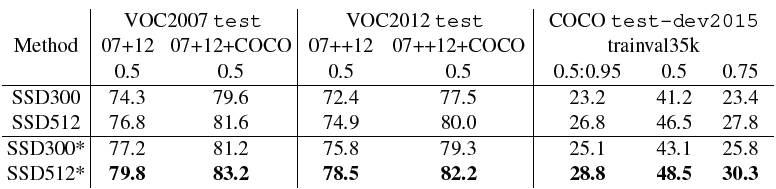 VOC2007 test VOC2012 test COCO test-dev2015
Method 07+12 07+12+COCO 07++12 07++12+COCO trainval35k
0.5 0.5 0.5 0.5 0.5:0.95 0.5 0.75
SSD300 74.3 79.6 72.4 77.5 23.2 41.2 23.4
SSD512 76.8 81.6 74.9 80.0 26.8 46.5 27.8
SSD300* 77.2 81.2 75.8 79.3 25.1 43.1 25.8
SSD512* 79.8 83.2 78.5 82.2 28.8 48.5 30.3